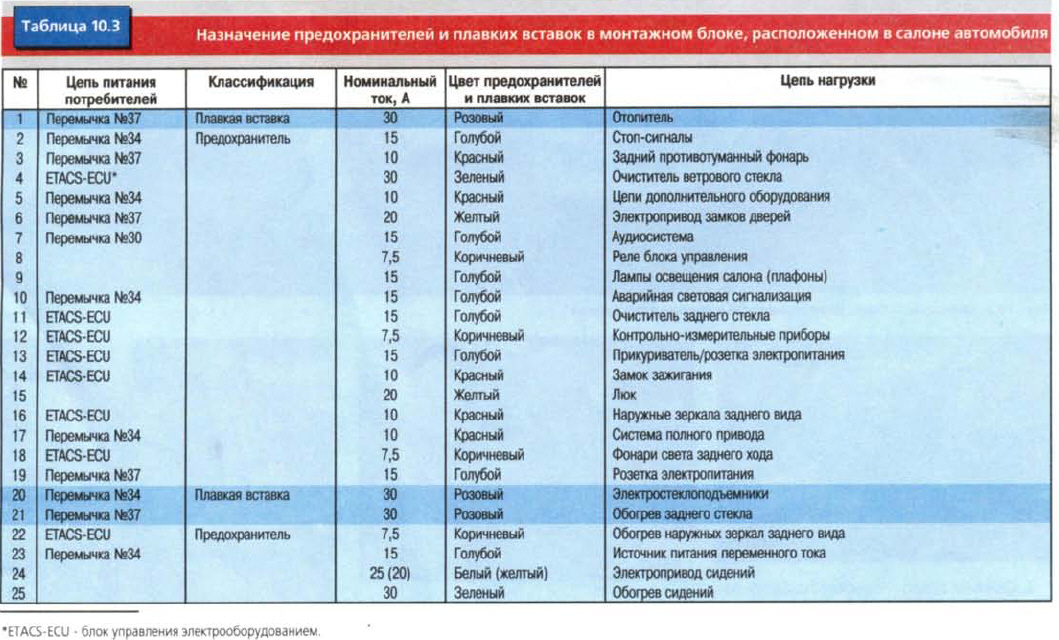 Таблица 10.3
Назначение предохранителей и плавких вставок в монтажном блоке, расположенном в салоне автомобиля
№ Цепь питания потребителей Классификация Номинальный ток, А Цвет предохранителей и плавких вставок Цепь нагрузки
1 Перемычка №37 Плавкая вставка 30 Розовый Отопитель
2 Перемычка №34 Предохранитель 15 Голубой Стоп-сигналы
3 Перемычка №37 10 Красный Задний противотуманный фонарь
4 ETACS-ECU* 30 Зеленый Очиститель ветрового стекла
5 Перемычка №34 10 Красный Цепи дополнительного оборудования
6 Перемычка №37 20 Желтый Электропривод замков дверей
7 Перемычка №30 15 Голубой Аудиосистема
8 7,5 Коричневый Реле блока управления
9 15 Голубой Лампы освещения салона (плафоны)
10 Перемычка №34 15 Голубой Аварийная световая сигнализация
11 ETACS-ECU 15 Голубой Очиститель заднего стекла
12 ETACS-ECU 7,5 Коричневый Контрольно-измерительные приборы
13 ETACS-ECU 15 Голубой Прикуриватель/розетка электропитания
14 ETACS-ECU 10 Красный Замок зажигания
15 20 Желтый Люк
16 ETACS-ECU 10 Красный Наружные зеркала заднего вида
17 Перемычка №34 10 Красный Система полного привода
18 ETACS-ECU 7,5 Коричневый Фонари света заднего хода
19 Перемычка №37 15 Голубой Розетка электропитания
20 Перемычка №34 Плавкая вставка 30 Розовый Электростеклоподъемники
21 Перемычка №37 30 Розовый Обогрев заднего стекла
22 ETACS-ECU Предохранитель 7,5 Коричневый Обогрев наружных зеркал заднего вида
23 Перемычка №34 15 Голубой Источник питания переменного тока
24 25 (20) Белый (желтый) Электропривод сидений
25 30 Зеленый Обогрев сидений
*ETACS-ECU - блок управления электрооборудованием.